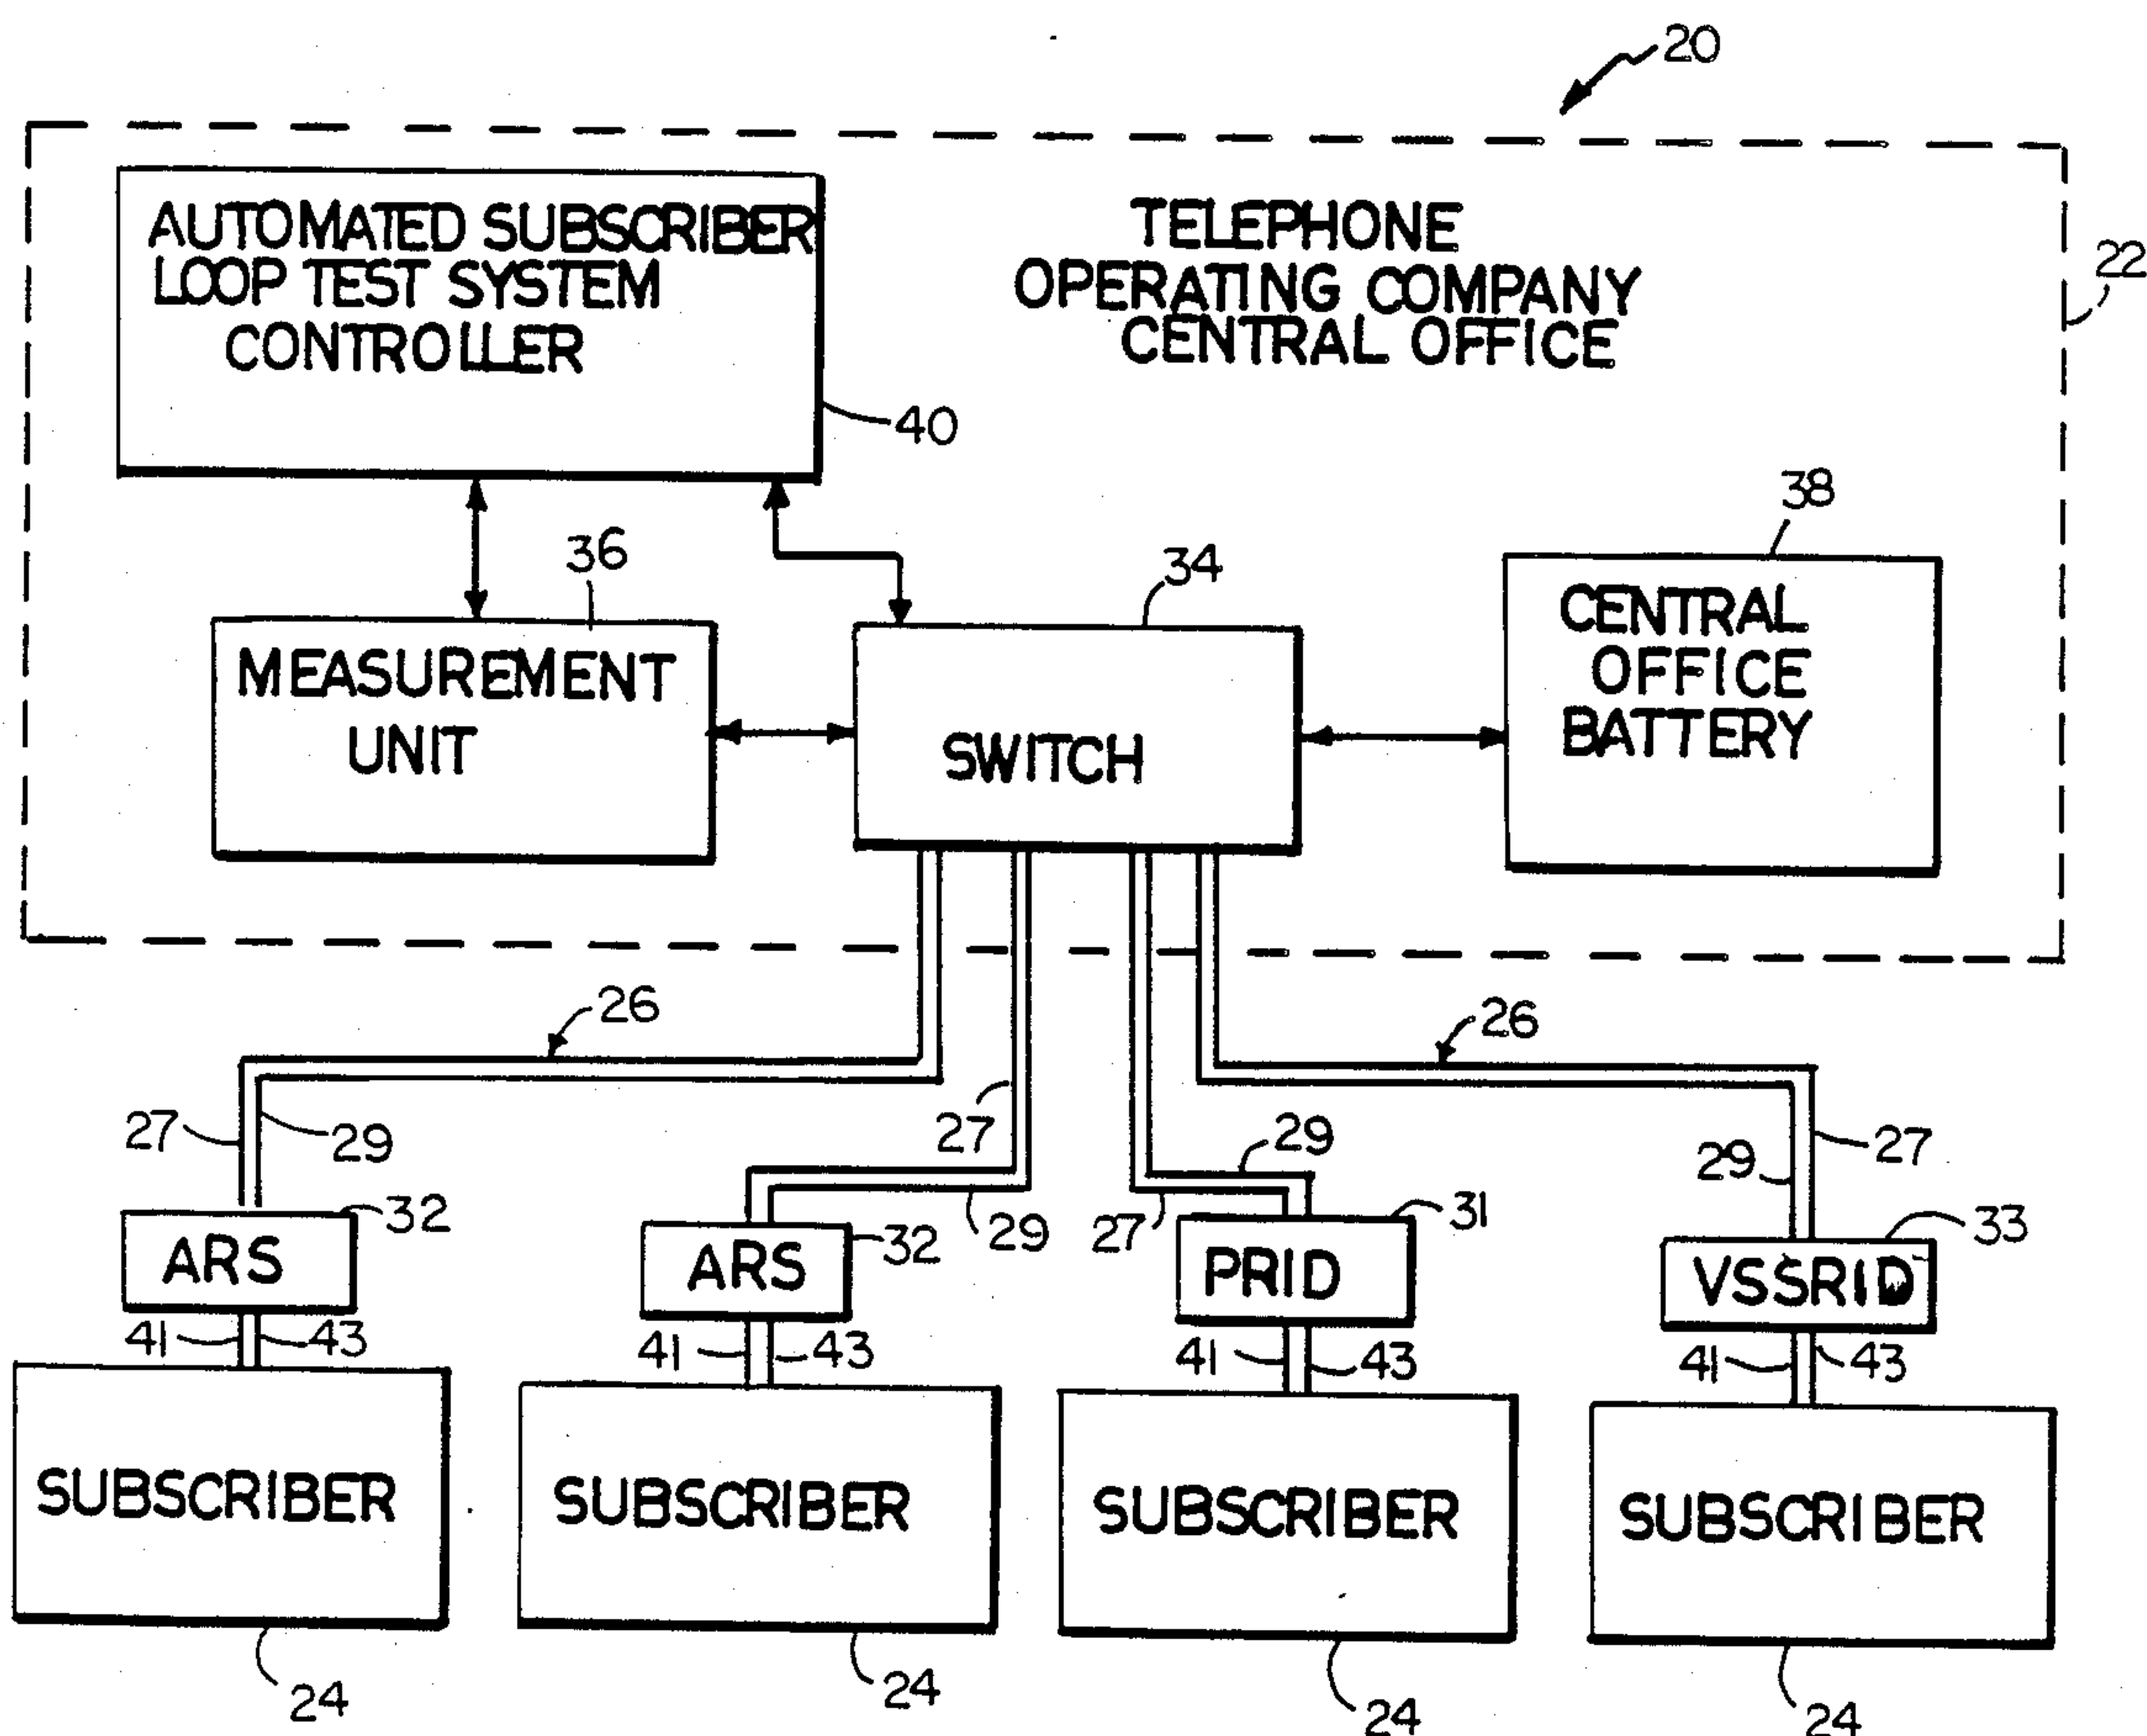 20
AUTOMATED SUBSCRIBER
LOOP TEST SYSTEM
CONTROLLER
TELEPHONE
OPERATING COMPANY
CENTRAL OFFICE
22
40
36
34
38
MEASUREMENT
UNIT
SWITCH
CENTRAL
OFFICE
BATTERY
26
26
27
29
27
29
29
27
29
27
32
32
31
33
ARS
ARS
PRID
VSSRID
41
43
41
43
41
43
41
43
SUBSCRIBER
SUBSCRIBER
SUBSCRIBER
SUBSCRIBER
24
24
24
24